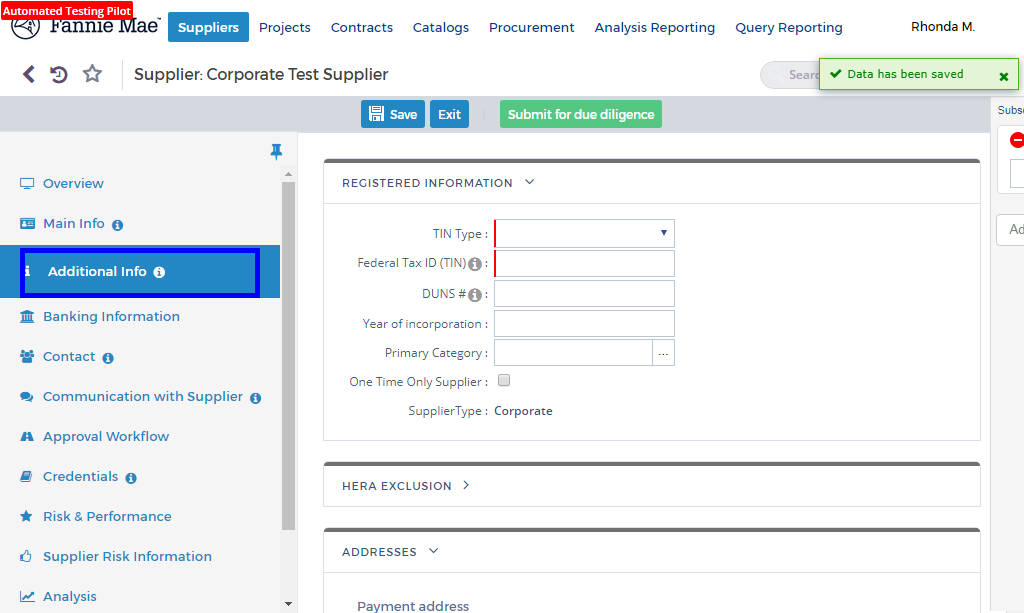 Automated Testing Pilot
Fannie Mae
Suppliers Projects Contracts Catalogs Procurement Analysis Reporting Query Reporting Rhonda M.
Supplier: Corporate Test Supplier
Data has been saved
Save Exit Submit for due diligence
Overview
Main Info
Additional Info
Banking Information
Contact
Communication with Supplier
Approval Workflow
Credentials
Risk & Performance
Supplier Risk Information
Analysis
REGISTERED INFORMATION
TIN Type :
Federal Tax ID (TIN) :
DUNS # :
Year of incorporation :
Primary Category : ...
One Time Only Supplier :
SupplierType : Corporate
HERA EXCLUSION
ADDRESSES
Payment address